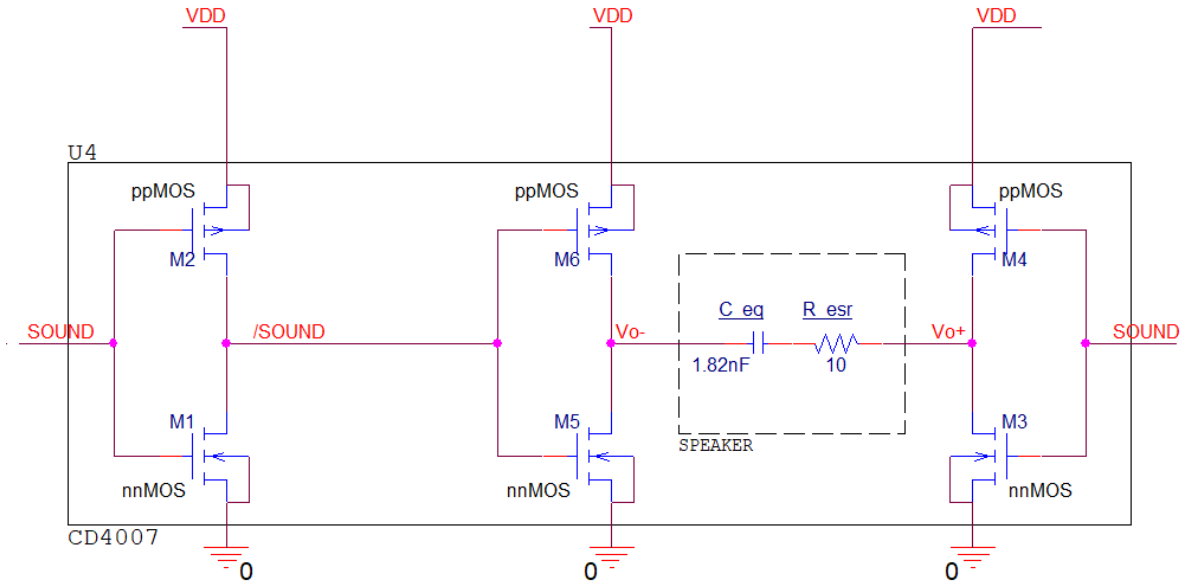 VDD
VDD
VDD
U4
ppMOS
ppMOS
ppMOS
M2
M6
M4
C_eq
R_esr
SOUND
/SOUND
Vo-
Vo+
SOUND
1.82nF
10
M1
M5
M3
SPEAKER
nnMOS
nnMOS
nnMOS
CD4007
0
0
0